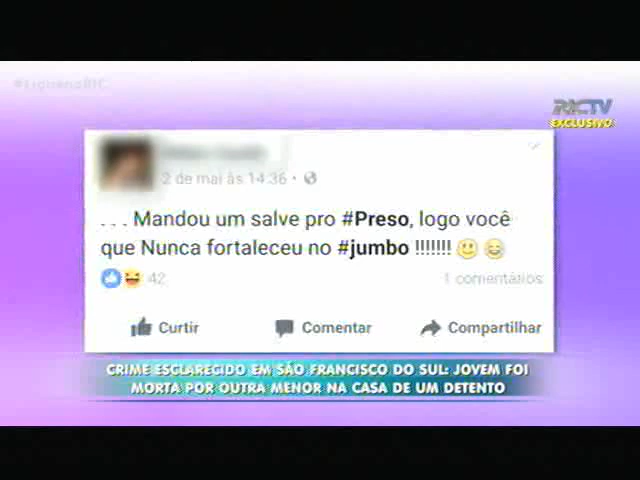 #LiguenoRIC
RICTV
EXCLUSIVO
2 de mai às 14:36
. . . Mandou um salve pro #Preso, logo você
que Nunca fortaleceu no #jumbo !!!!!!!
42
1 comentários
Curtir
Comentar
Compartilhar
CRIME ESCLARECIDO EM SÃO FRANCISCO DO SUL: JOVEM FOI
MORTA POR OUTRA MENOR NA CASA DE UM DETENTO